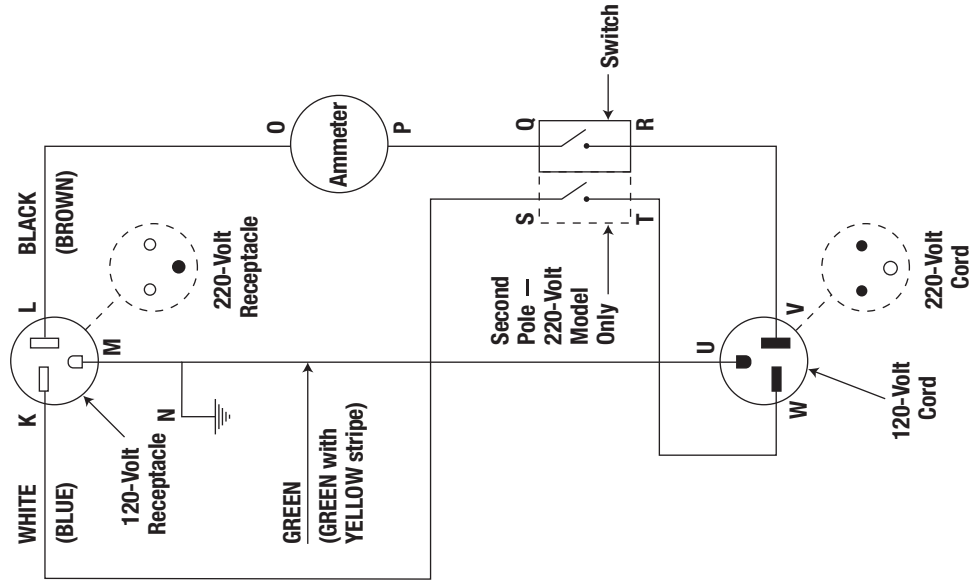 WHITE
(BLUE)
K
L
BLACK
(BROWN)
M
120-Volt
Receptacle
220-Volt
Receptacle
N
GREEN
(GREEN with
YELLOW stripe)
O
Ammeter
P
Second
Pole —
220-Volt
Model
Only
S
Q
T
R
Switch
U
W
V
120-Volt
Cord
220-Volt
Cord